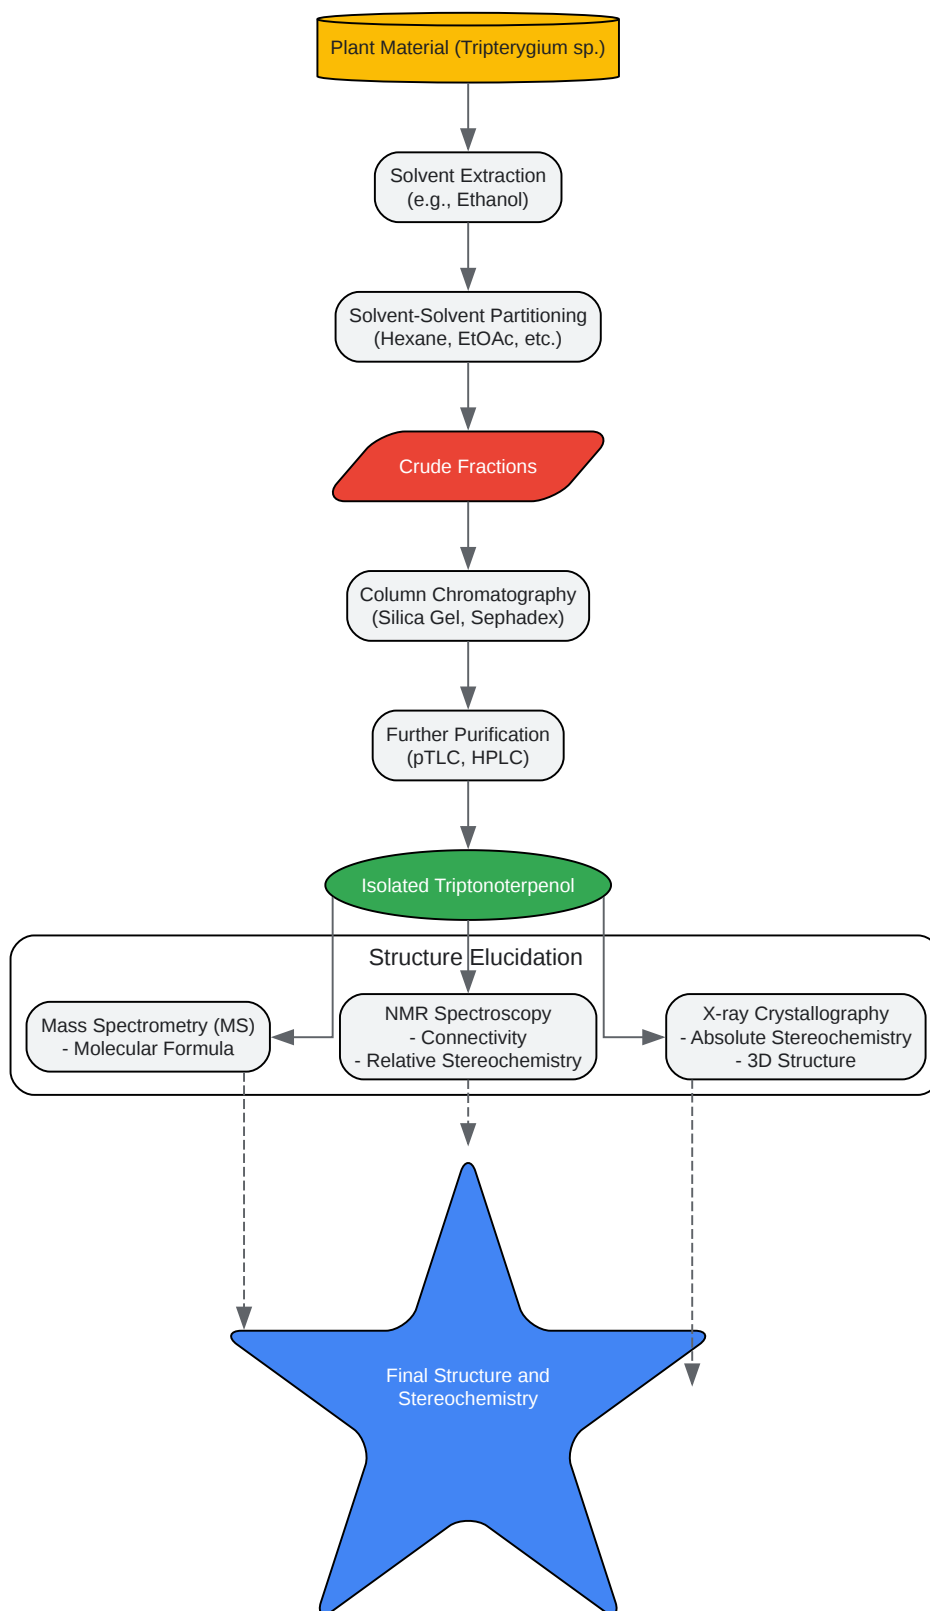 Plant Material (Tripterygium sp.)
Solvent Extraction
(e.g., Ethanol)
Solvent-Solvent Partitioning
(Hexane, EtOAc, etc.)
Crude Fractions
Column Chromatography
(Silica Gel, Sephadex)
Further Purification
(pTLC, HPLC)
Isolated Triptonoterpenol
Structure Elucidation
Mass Spectrometry (MS)
- Molecular Formula
NMR Spectroscopy
- Connectivity
- Relative Stereochemistry
X-ray Crystallography
- Absolute Stereochemistry
- 3D Structure
Final Structure and
Stereochemistry